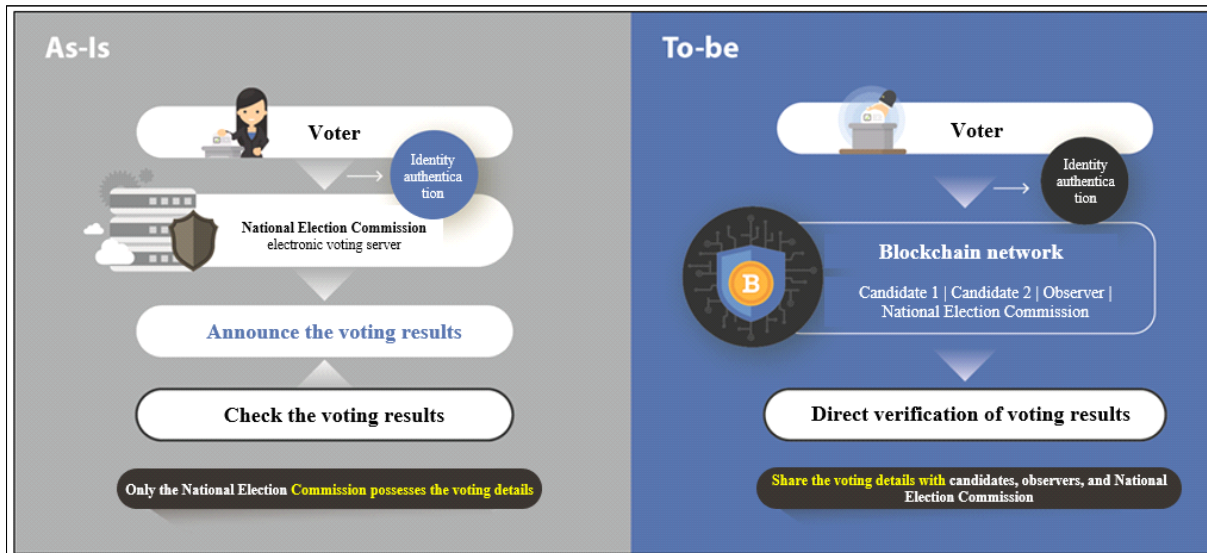 As-Is
Voter
Identity
authentica
tion
National Election Commission
electronic voting server
Announce the voting results
Check the voting results
Only the National Election Commission possesses the voting details
To-be
Voter
Identity
authentica
tion
B
Blockchain network
Candidate 1 | Candidate 2 | Observer |
National Election Commission
Direct verification of voting results
Share the voting details with candidates, observers, and National
Election Commission